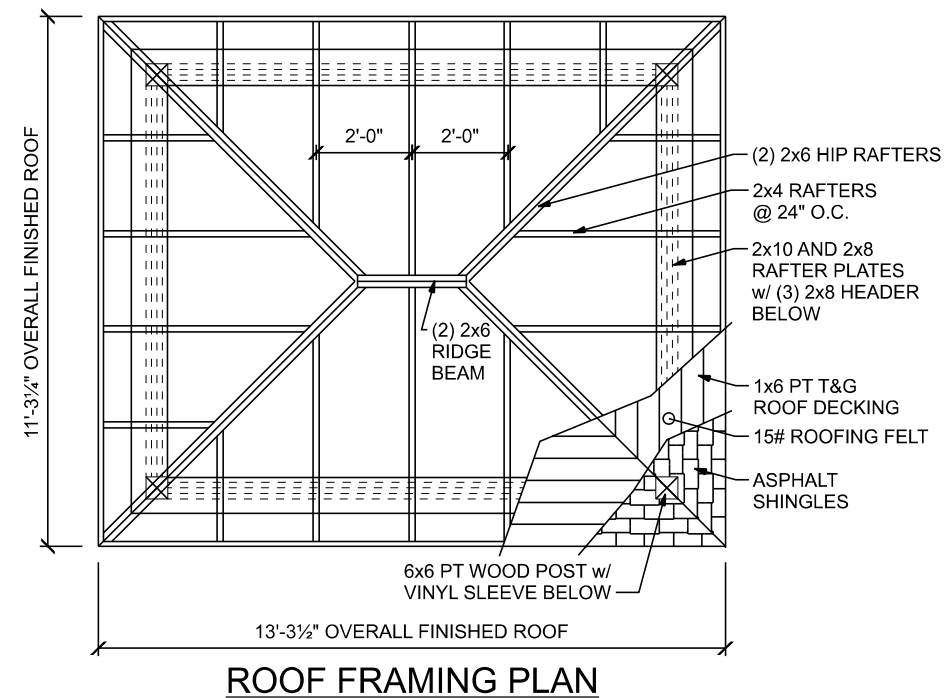 2'-0"
2'-0"
(2) 2x6 HIP RAFTERS
2x4 RAFTERS
@ 24" O.C.
2x10 AND 2x8
RAFTER PLATES
w/ (3) 2x8 HEADER
BELOW
(2) 2x6
RIDGE
BEAM
11'-3¼" OVERALL FINISHED ROOF
1x6 PT T&G
ROOF DECKING
15# ROOFING FELT
ASPHALT
SHINGLES
6x6 PT WOOD POST w/
VINYL SLEEVE BELOW
13'-3½" OVERALL FINISHED ROOF
ROOF FRAMING PLAN